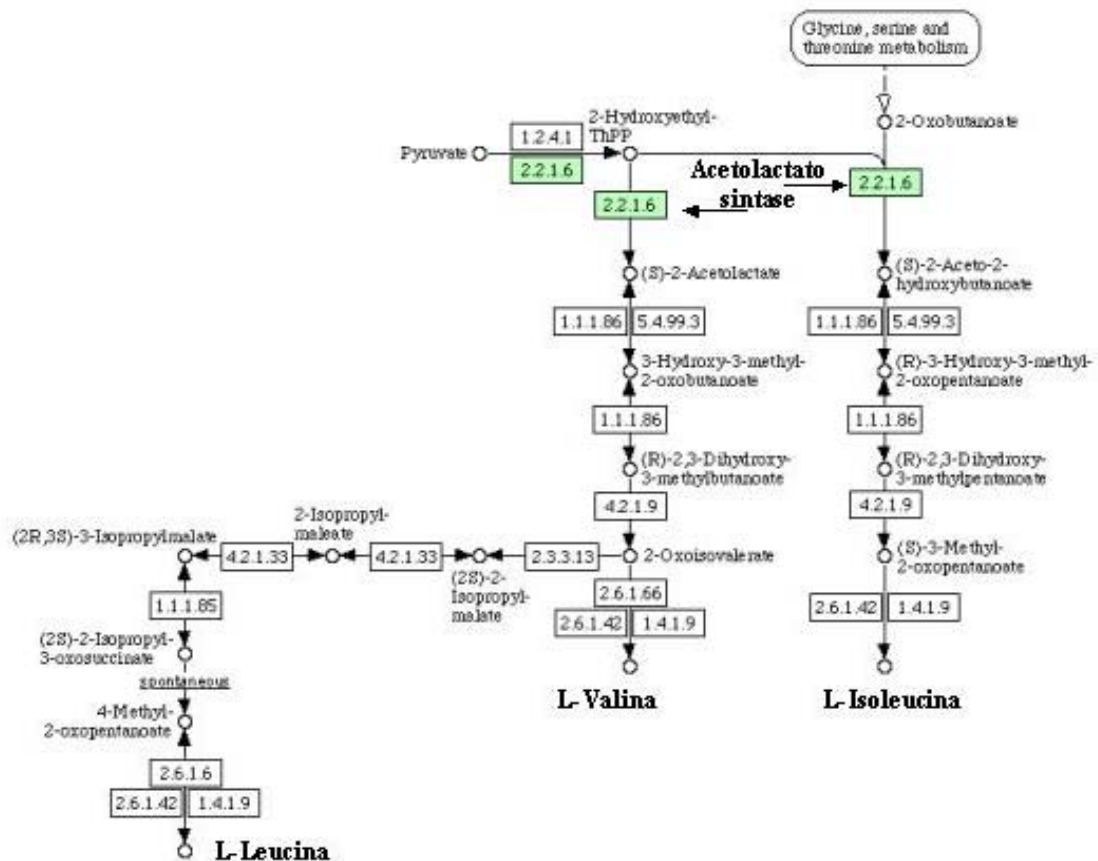 Glycine, serine and
threonine metabolism
2-Hydroxyethyl-
ThPP
1.2.4.1
2-Oxobutanoate
Pyruvate
2.2.1.6
Acetolactato
sintase
2.2.1.6
2.2.1.6
(S)-2-Acetolactate
(S)-2-Aceto-2-
hydroxybutanoate
1.1.1.86
5.4.99.3
1.1.1.86
5.4.99.3
3-Hydroxy-3-methyl-
2-oxobutanoate
(R)-3-Hydroxy-3-methyl-
2-oxopentanoate
1.1.1.86
1.1.1.86
(R)-2,3-Dihydroxy-
3-methylbutanoate
(R)-2,3-Dihydroxy-
3-methylpentanoate
4.2.1.9
4.2.1.9
(2R,3S)-3-Isopropylmalate
2-Isopropyl-
maleate
4.2.1.33
4.2.1.33
2.3.3.13
2-Oxoisovalerate
(S)-3-Methyl-
2-oxopentanoate
(2S)-2-
Isopropyl-
malate
2.6.1.66
1.1.1.85
2.6.1.42
1.4.1.9
2.6.1.42
1.4.1.9
(2S)-2-Isopropyl-
3-oxosuccinate
spontaneous
L-Valina
L-Isoleucina
4-Methyl-
2-oxopentanoate
2.6.1.6
2.6.1.42
1.4.1.9
L-Leucina